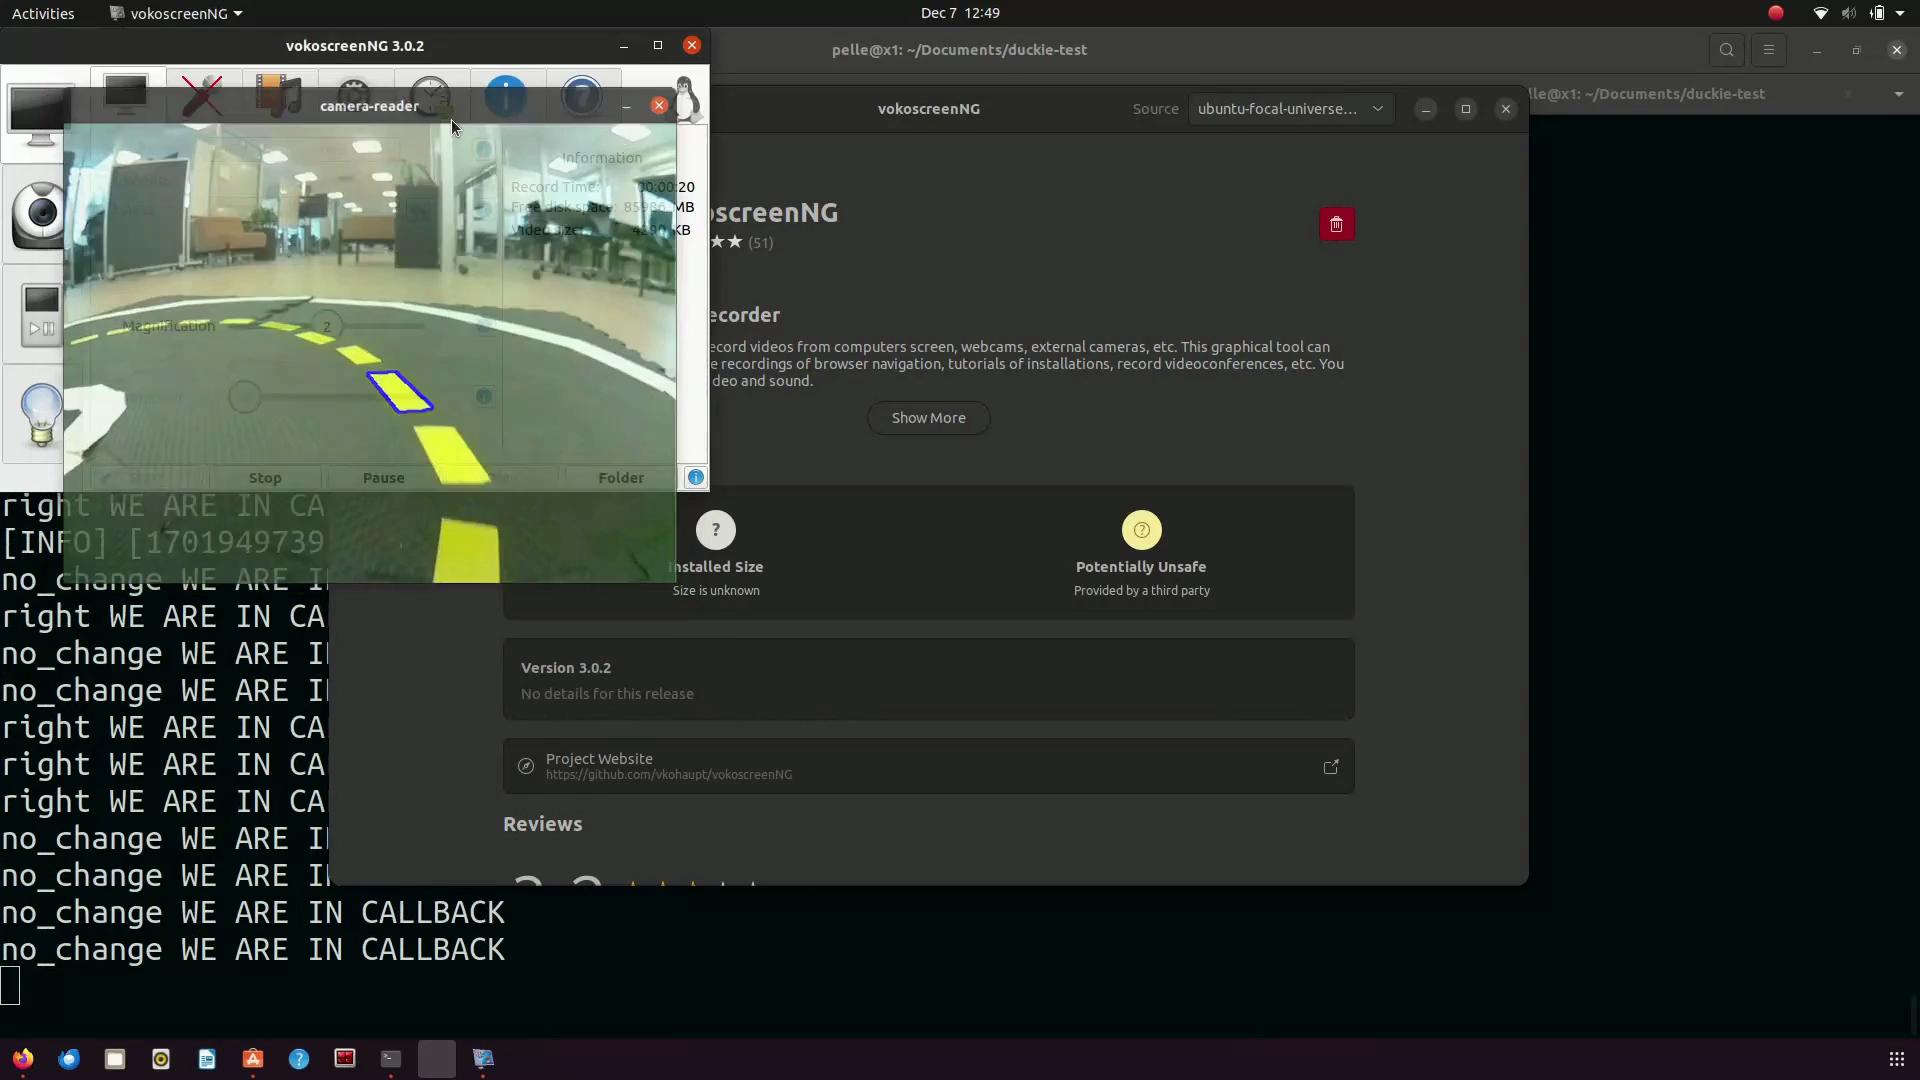 Activities
vokoscreenNG
Dec 7 12:49
vokoscreenNG 3.0.2
pelle@x1: ~/Documents/duckie-test
lle@x1: ~/Documents/duckie-test
camera-reader
vokoscreenNG
Source
ubuntu-focal-universe...
Information
Record Time: 00:00:20
Free disk space: 85986 MB
Video size: KB
Magnification
2
Stop
Pause
Folder
oscreenNG
(51)
ecorder
ecord videos from computers screen, webcams, external cameras, etc. This graphical tool can
e recordings of browser navigation, tutorials of installations, record videoconferences, etc. You
deo and sound.
Show More
?
Installed Size
Size is unknown
?
Potentially Unsafe
Provided by a third party
Version 3.0.2
No details for this release
Project Website
https://github.com/vkohaupt/vokoscreenNG
Reviews
right WE ARE IN CA
[INFO] [1701949739
no_change WE ARE I
right WE ARE IN CA
no_change WE ARE I
no_change WE ARE I
right WE ARE IN CA
right WE ARE IN CA
right WE ARE IN CA
no_change WE ARE I
no_change WE ARE I
no_change WE ARE IN CALLBACK
no_change WE ARE IN CALLBACK